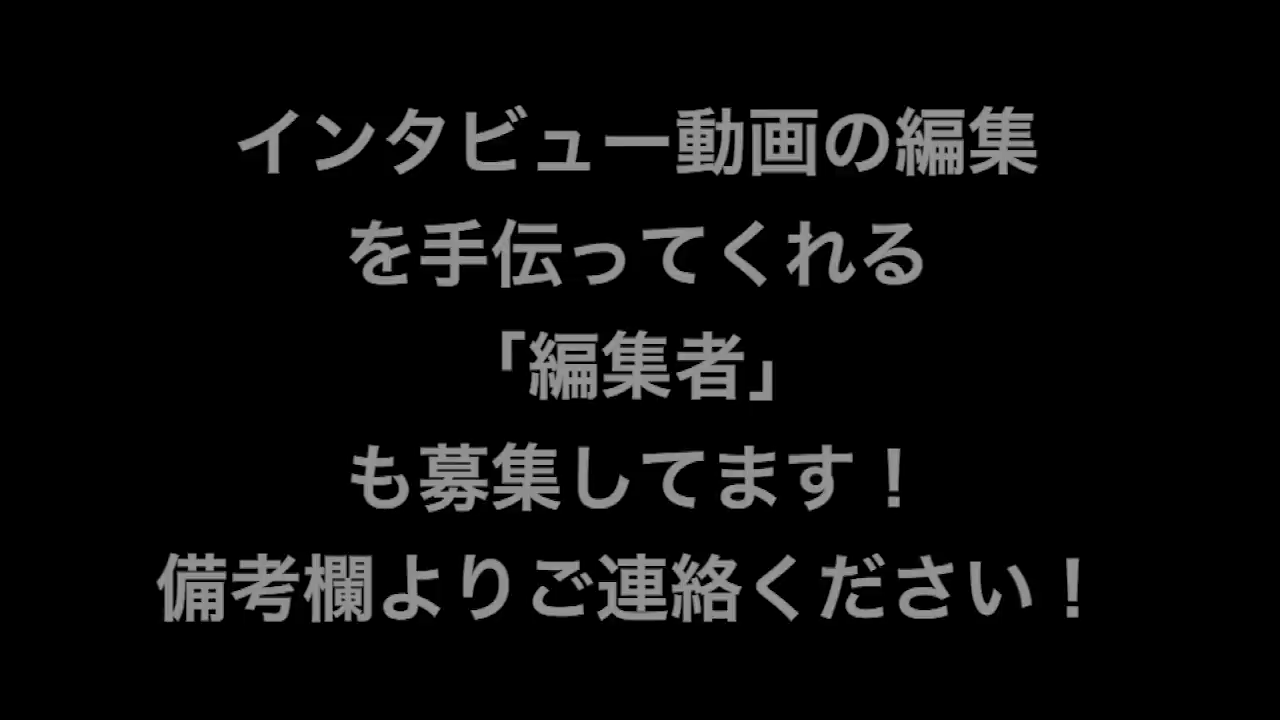 インタビュー動画の編集
を手伝ってくれる
「編集者」
も募集してます！
備考欄よりご連絡ください！